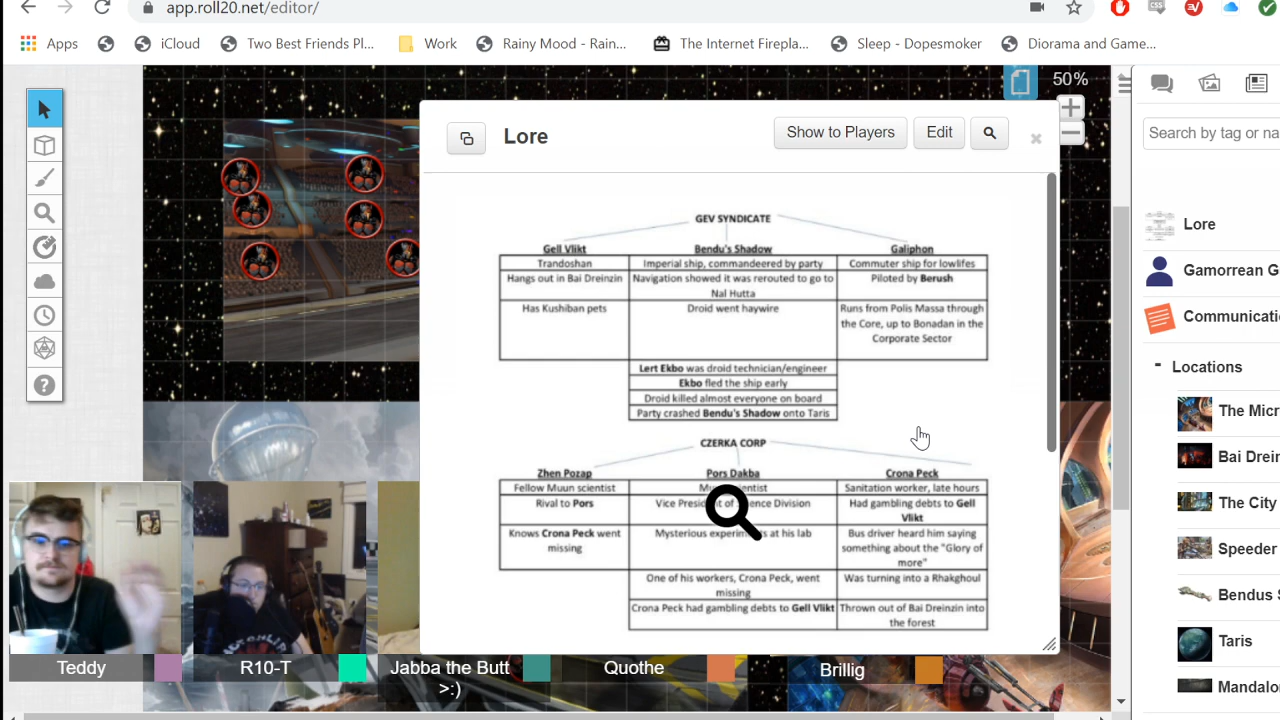 app.roll20.net/editor/
Apps
iCloud
Two Best Friends Pl...
Work
Rainy Mood - Rain...
The Internet Firepla...
Sleep - Dopesmoker
Diorama and Game...
CSS
50%
Lore
Show to Players
Edit
Search by tag or na
GEV SYNDICATE
Gell Vlikt Bendu's Shadow Galiphon
Trandoshan Imperial ship, commandeered by party Commuter ship for lowlifes
Hangs out in Bai Dreinzin Navigation showed it was rerouted to go to Piloted by Berush
Nal Hutta
Has Kushiban pets Droid went haywire Runs from Polis Massa through
the Core, up to Bonadan in the
Corporate Sector
Lert Ekbo was droid technician/engineer
Ekbo fled the ship early
Droid killed almost everyone on board
Party crashed Bendu's Shadow onto Taris
CZERKA CORP
Zhen Pozap Pors Dakba Crona Peck
Fellow Muun scientist Sanitation worker, late hours
Rival to Pors Vice Division Had gambling debts to Gell
Vlikt
Knows Crona Peck went Mysterious at his lab Bus driver heard him saying
missing something about the "Glory of
more"
One of his workers, Crona Peck, went Was turning into a Rhakghoul
missing
Crona Peck had gambling debts to Gell Vlikt Thrown out of Bai Dreinzin into
the forest
Lore
Gamorrean G
Communicati
Locations
The Micr
Bai Drein
The City
Speeder
Bendus S
Taris
Mandalo
Teddy
R10-T
Jabba the Butt
>:)
Quothe
Brillig